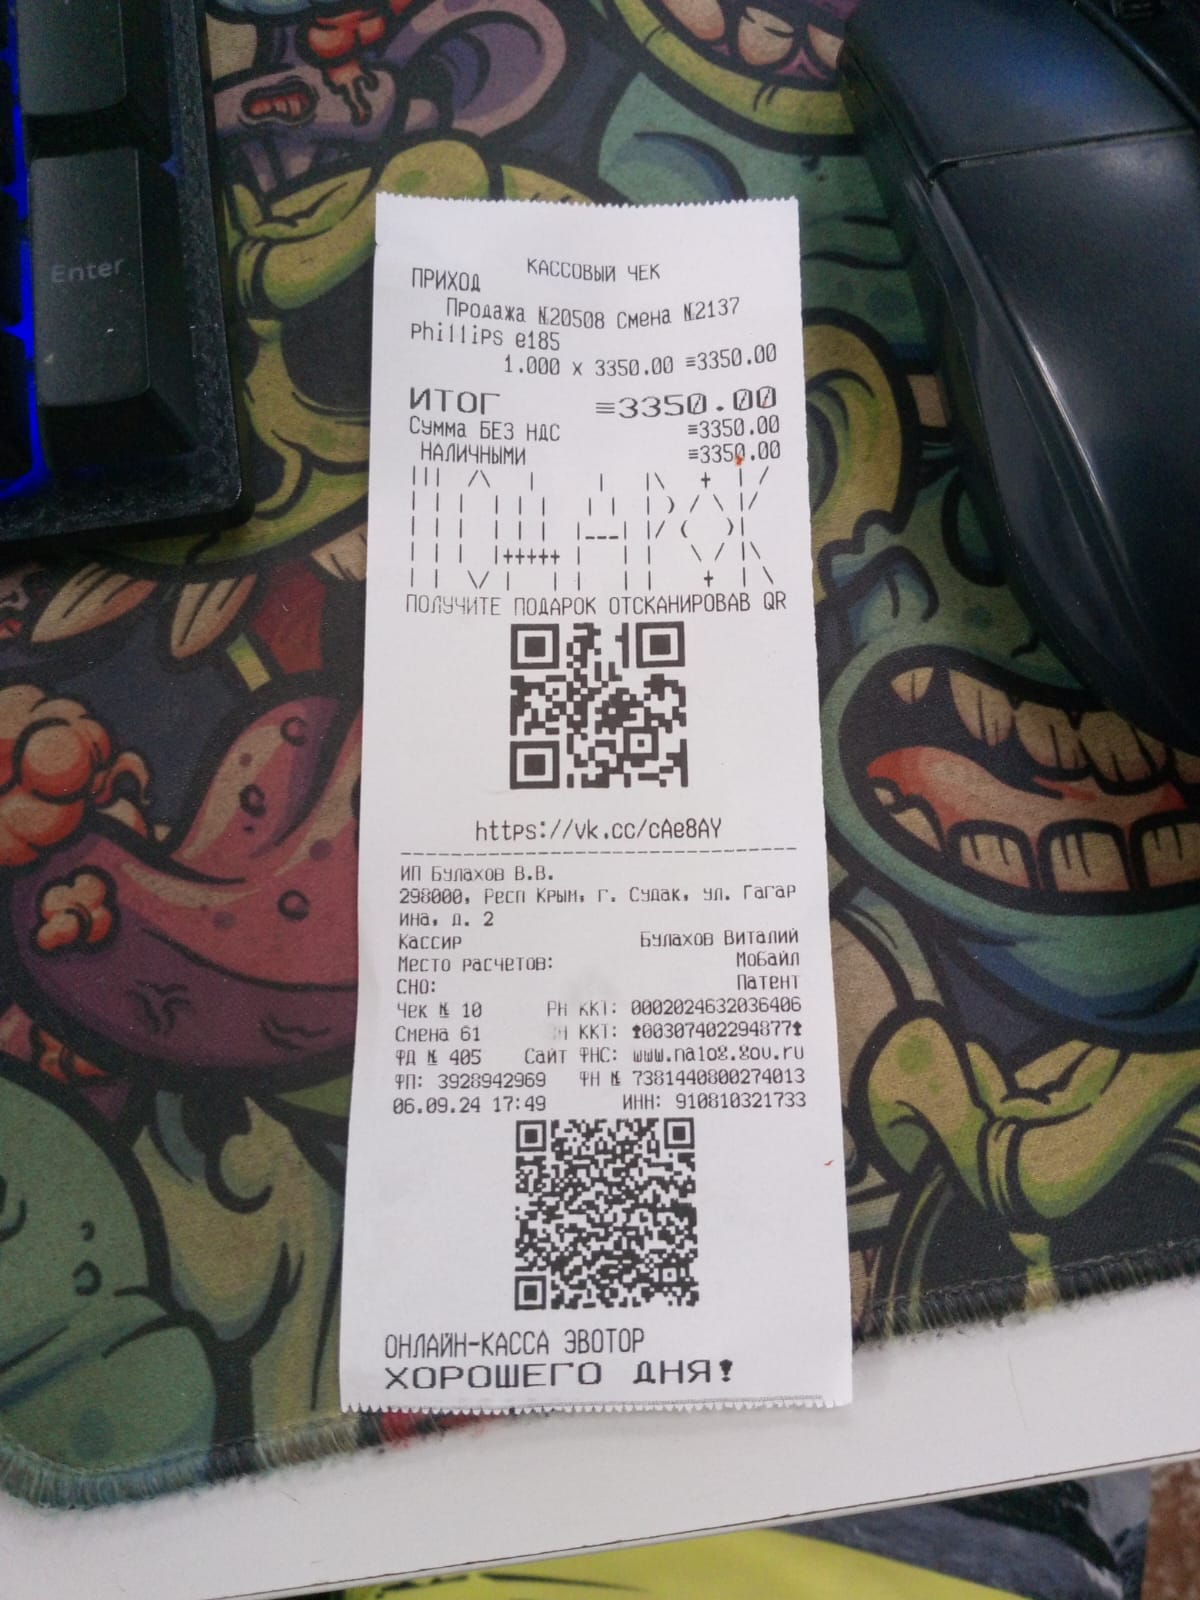 Enter
КАССОВЫЙ ЧЕК
ПРИХОД
Продажа №20508 Смена №2137
Phillips e185
1.000 x 3350.00 ≡3350.00
ИТОГ ≡3350.00
Сумма БЕЗ НДС ≡3350.00
НАЛИЧНЫМИ ≡3350.00
ПОЛУЧИТЕ ПОДАРОК ОТСКАНИРОВАВ QR
https://vk.cc/cAe8AY
ИП Булахов В.В.
298000, Респ Крым, г. Судак, ул. Гагар
ина, д. 2
Кассир Булахов Виталий
Место расчетов: Мобайл
СНО: Патент
Чек № 10 РН ККТ: 0002024632036406
Смена 61 ЗН ККТ: 00307402294877
ФД № 405 Сайт ФНС: www.nalog.gov.ru
ФП: 3928942969 ФН № 7381440800274013
06.09.24 17:49 ИНН: 910810321733
ОНЛАЙН-КАССА ЭВОТОР
ХОРОШЕГО ДНЯ!